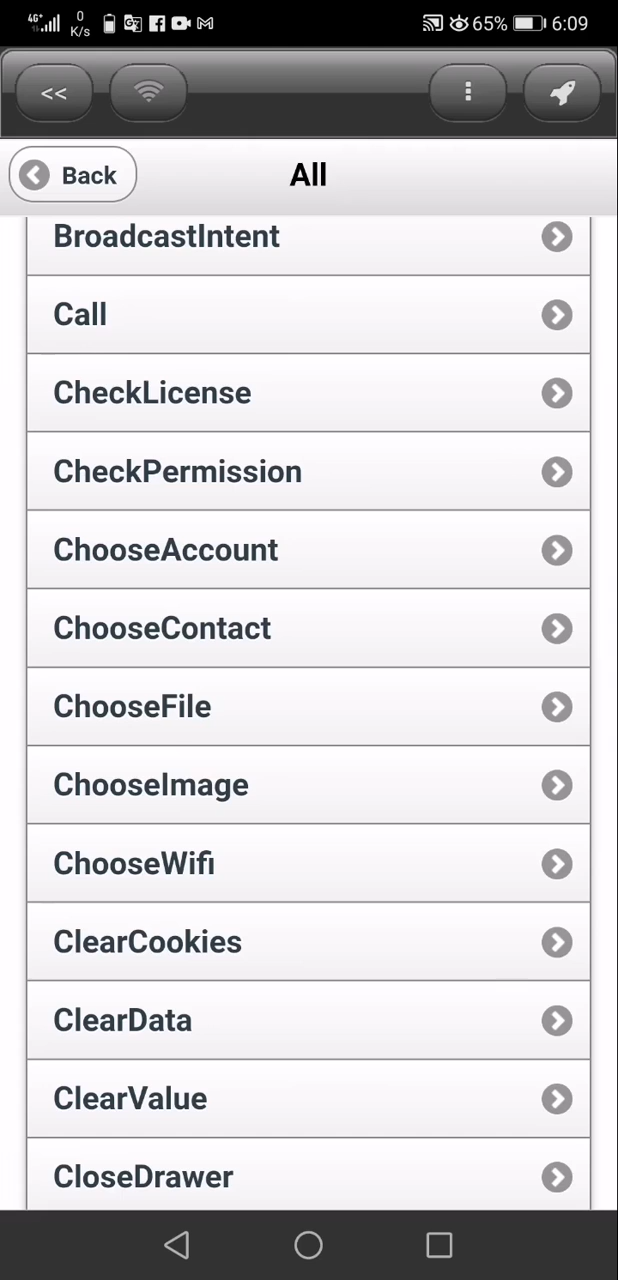 4G+ 0 K/s 65% 6:09
<<
Back All
BroadcastIntent
Call
CheckLicense
CheckPermission
ChooseAccount
ChooseContact
ChooseFile
ChooseImage
ChooseWifi
ClearCookies
ClearData
ClearValue
CloseDrawer